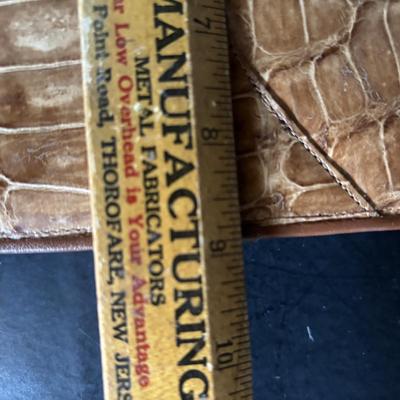 MANUFACTURING
METAL FABRICATORS
r Low Overhead is Your Advantage
Point Road, THOROFARE, NEW JERS
7
8
9
10